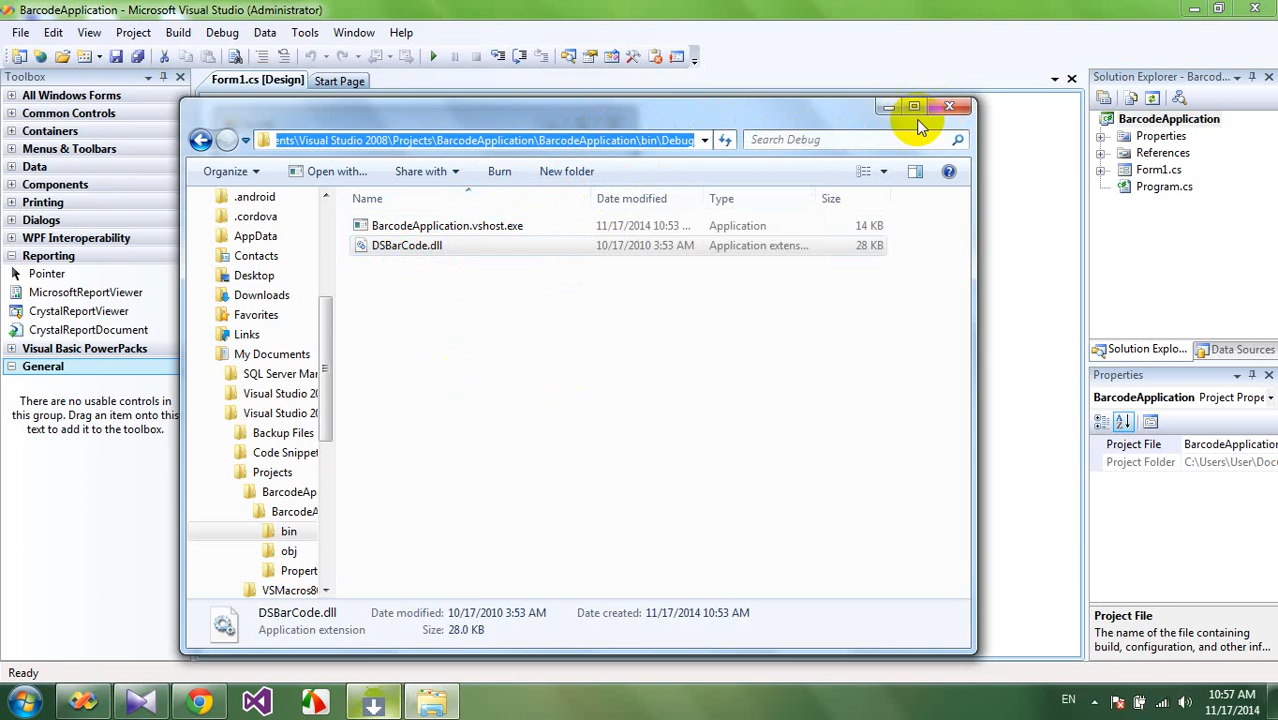 BarcodeApplication - Microsoft Visual Studio (Administrator)
File Edit View Project Build Debug Data Tools Window Help
Toolbox
All Windows Forms
Common Controls
Containers
Menus & Toolbars
Data
Components
Printing
Dialogs
WPF Interoperability
Reporting
Pointer
MicrosoftReportViewer
CrystalReportViewer
CrystalReportDocument
Visual Basic PowerPacks
General
There are no usable controls in
this group. Drag an item onto this
text to add it to the toolbox.
Form1.cs [Design] Start Page
ents\Visual Studio 2008\Projects\BarcodeApplication\BarcodeApplication\bin\Debug
Search Debug
Organize Open with... Share with Burn New folder
.android
.cordova
AppData
Contacts
Desktop
Downloads
Favorites
Links
My Documents
SQL Server Mar
Visual Studio 20
Visual Studio 20
Backup Files
Code Snippet
Projects
BarcodeAp
BarcodeA
bin
obj
Propert
VSMacros8
Name Date modified Type Size
BarcodeApplication.vshost.exe 11/17/2014 10:53 ... Application 14 KB
DSBarCode.dll 10/17/2010 3:53 AM Application extens... 28 KB
DSBarCode.dll Date modified: 10/17/2010 3:53 AM Date created: 11/17/2014 10:53 AM
Application extension Size: 28.0 KB
Solution Explorer - Barcod...
BarcodeApplication
Properties
References
Form1.cs
Program.cs
Solution Explo... Data Sources
Properties
BarcodeApplication Project Prope
Project File BarcodeApplication
Project Folder C:\Users\User\Docu
Project File
The name of the file containing
build, configuration, and other inf...
Ready
EN
10:57 AM
11/17/2014